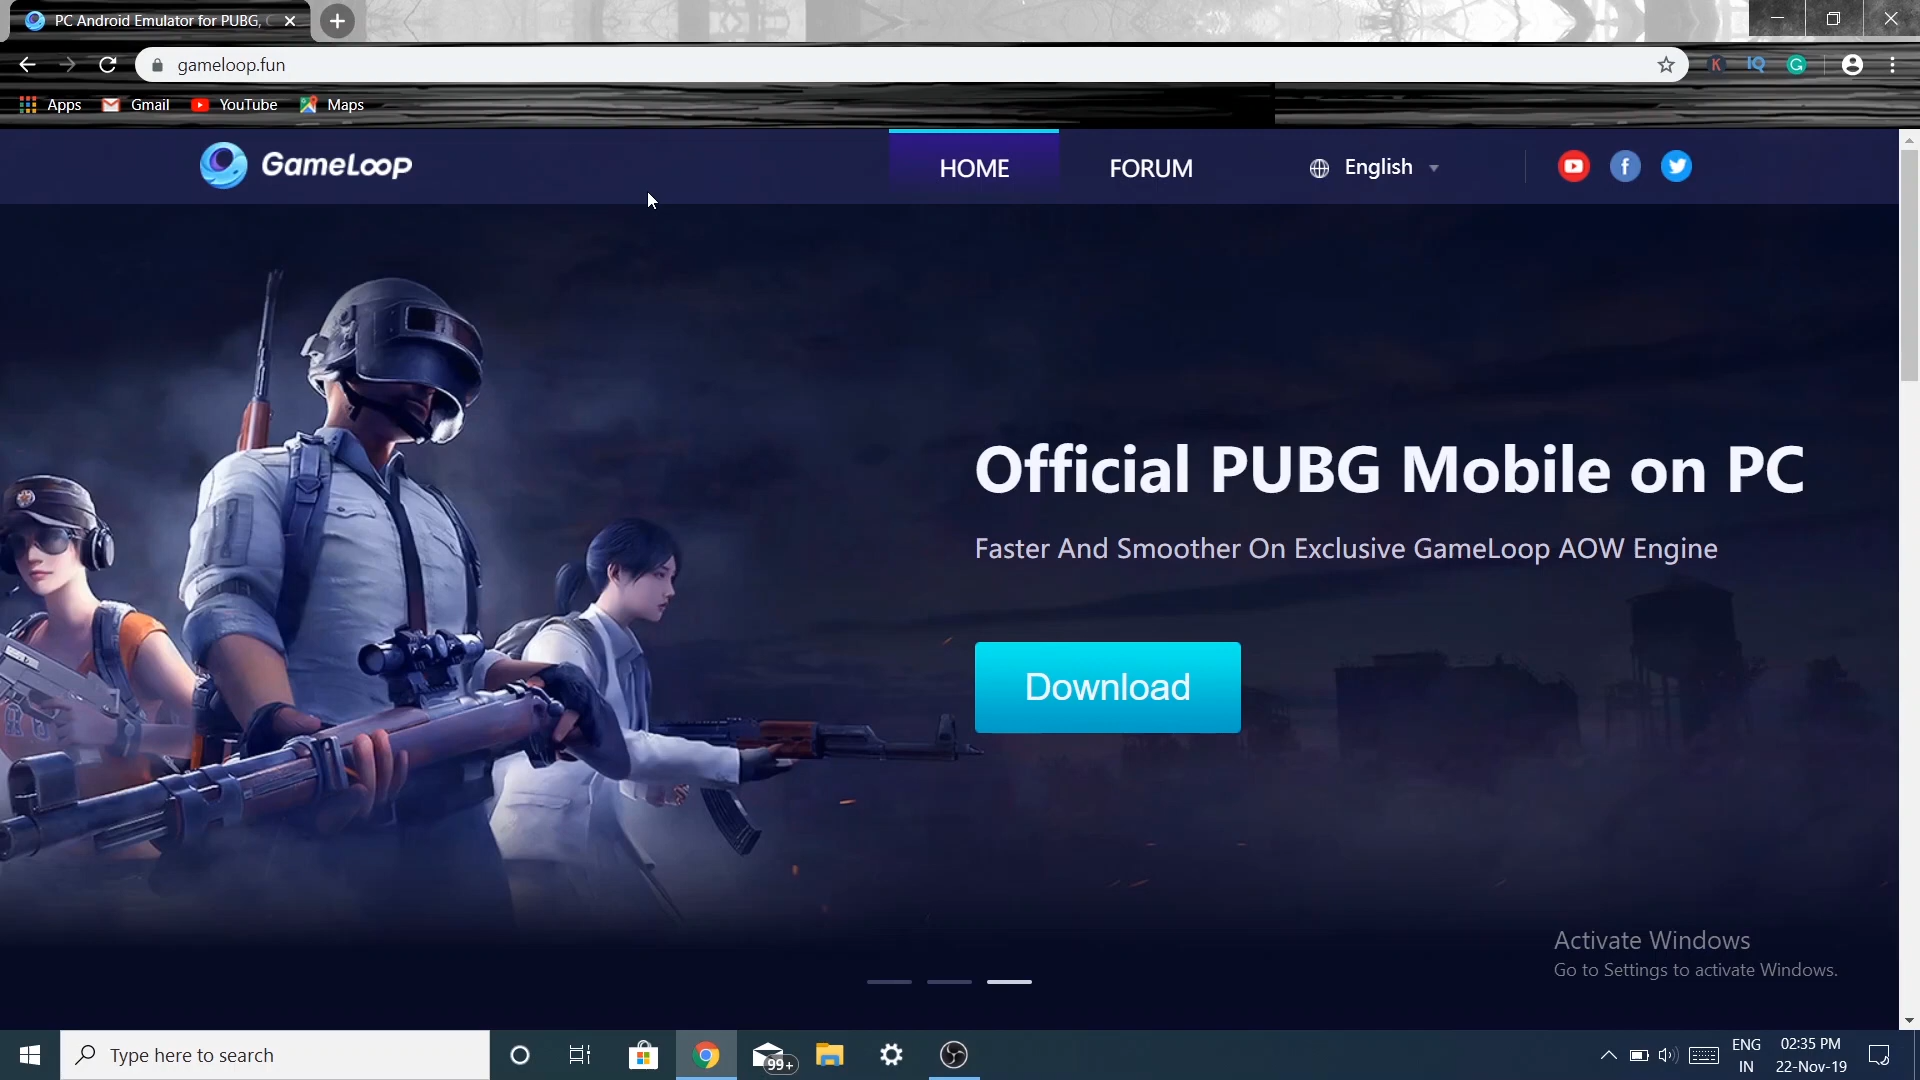 PC Android Emulator for PUBG,
gameloop.fun
K
IQ
G
Apps
Gmail
YouTube
Maps
GameLoop
HOME
FORUM
English
f
Official PUBG Mobile on PC
Faster And Smoother On Exclusive GameLoop AOW Engine
Download
Activate Windows
Go to Settings to activate Windows.
Type here to search
99+
ENG
IN
02:35 PM
22-Nov-19